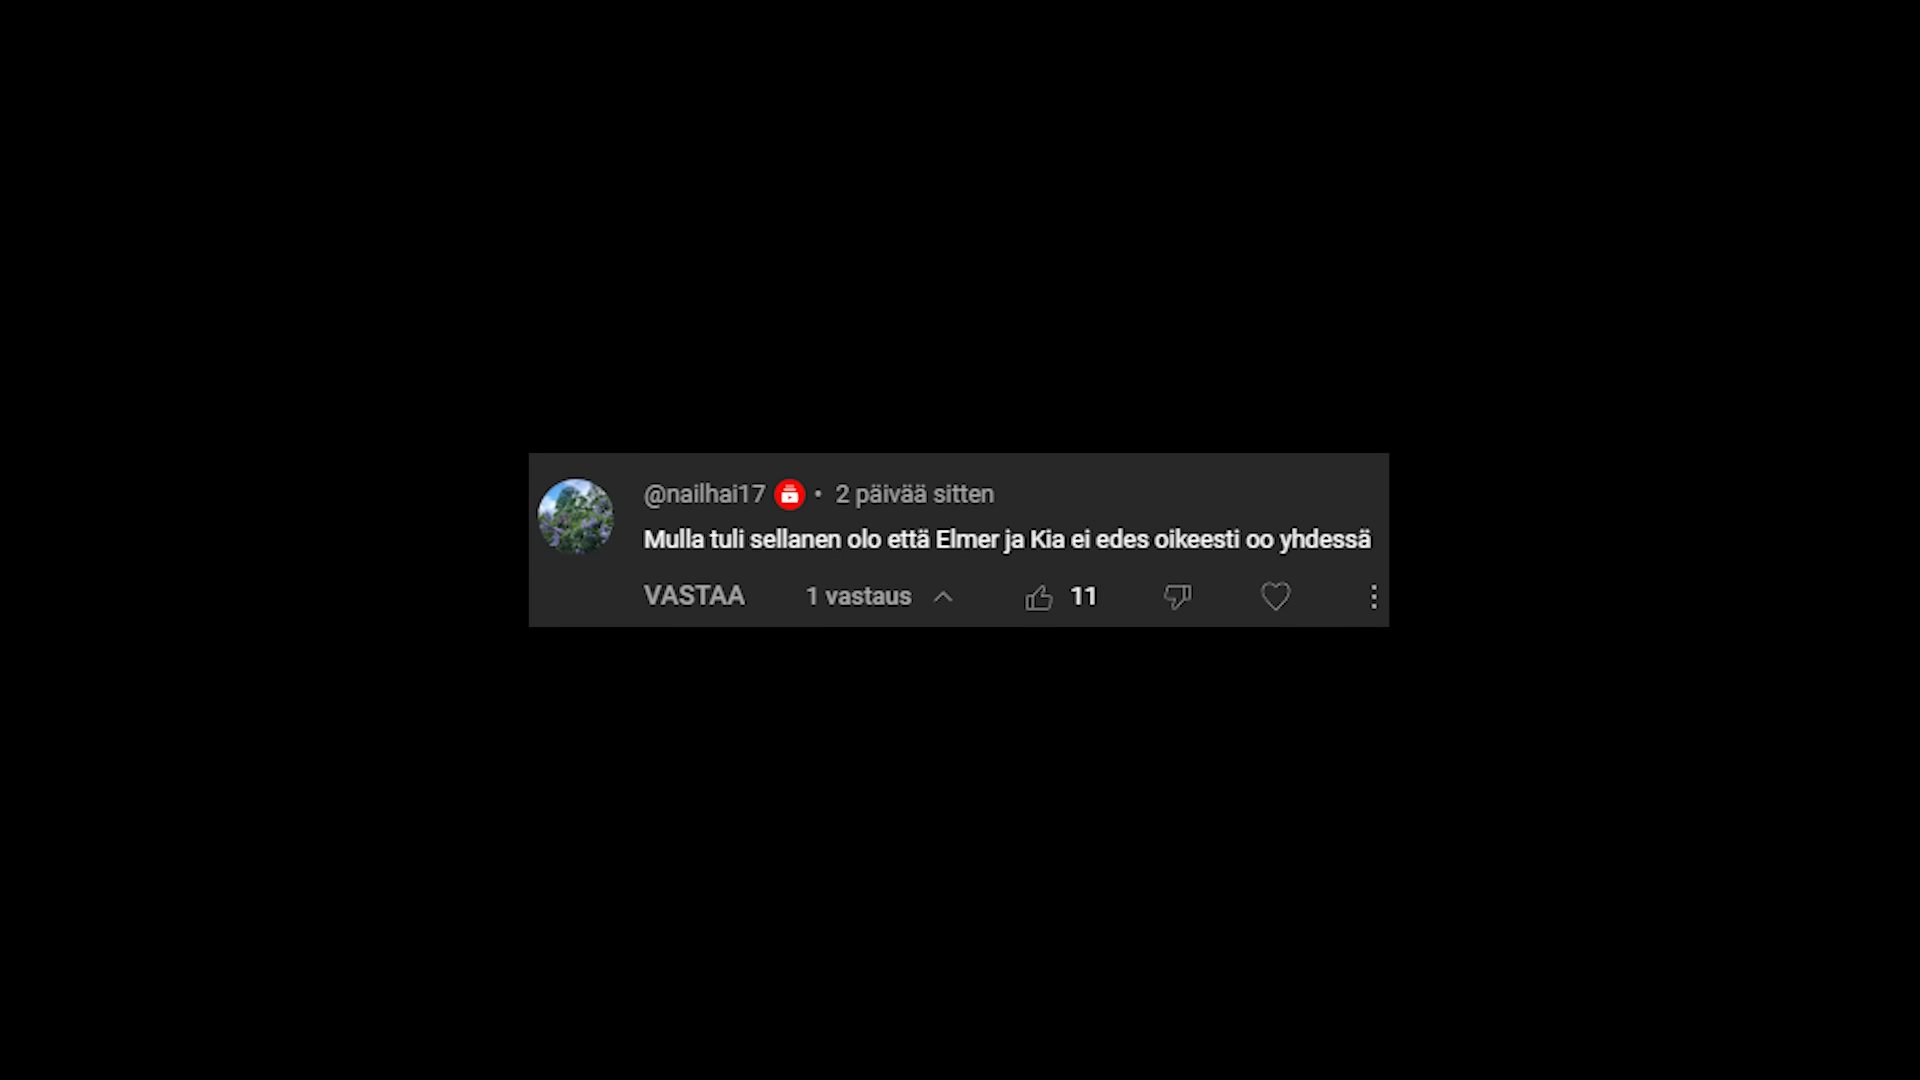 @nailhai17 • 2 päivää sitten
Mulla tuli sellanen olo että Elmer ja Kia ei edes oikeesti oo yhdessä
VASTAA 1 vastaus 11